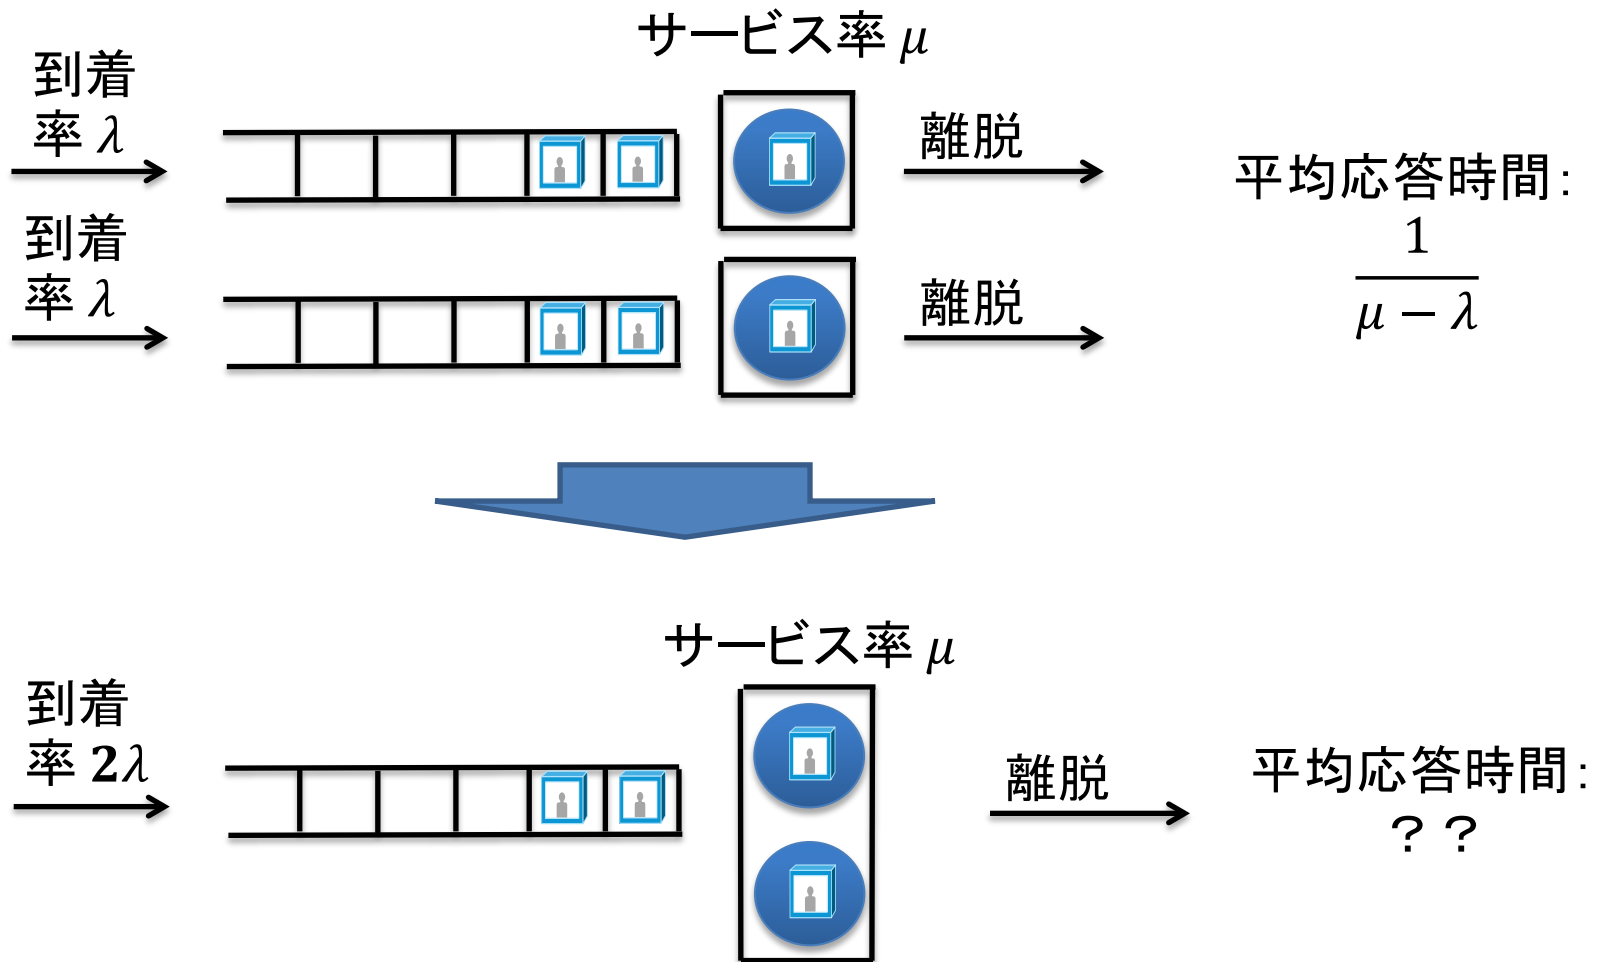 サービス率 μ
到着
率 λ
離脱
平均応答時間:
1
μ − λ
到着
率 λ
離脱
サービス率 μ
到着
率 2λ
離脱
平均応答時間:
??